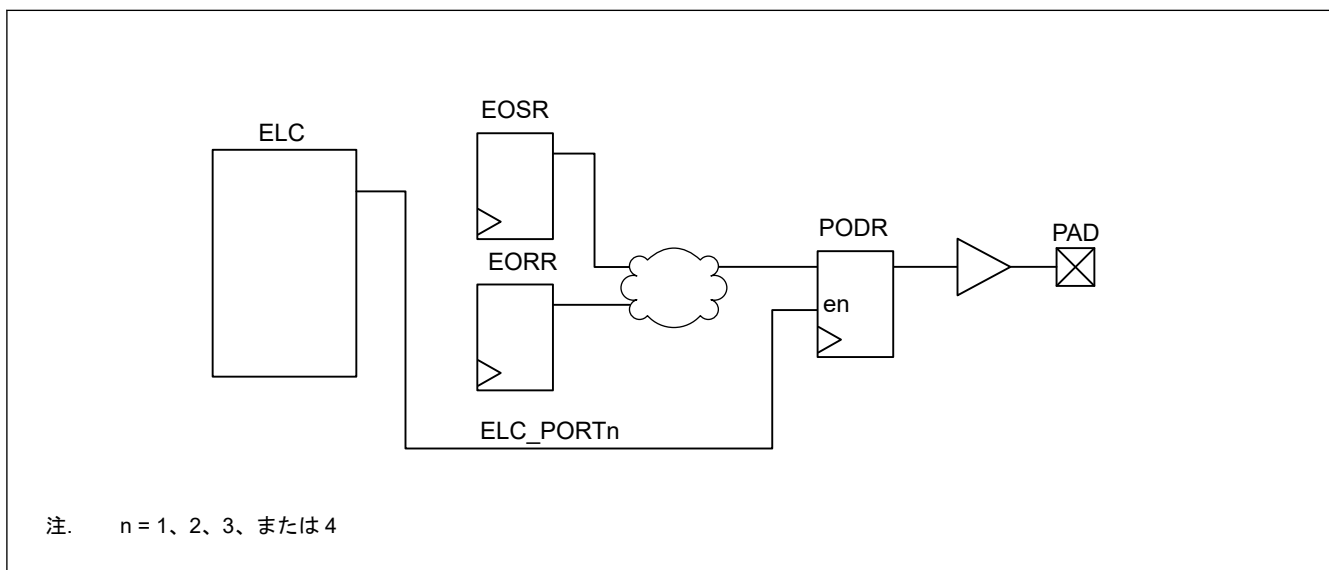 ELC
EOSR
EORR
PODR
en
PAD
ELC_PORTn
注. n = 1、2、3、または 4